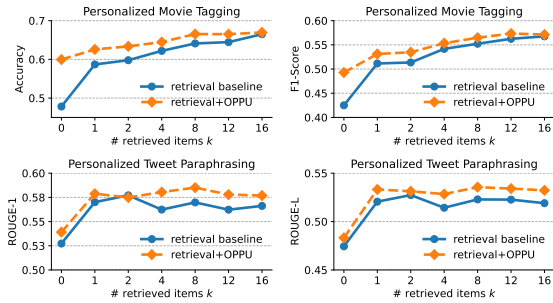 Personalized Movie Tagging
Accuracy
0.7
0.6
0.5
retrieval baseline
retrieval+OPPU
0 1 2 4 8 12 16
# retrieved items k
Personalized Movie Tagging
F1-Score
0.60
0.55
0.50
0.45
0.40
retrieval baseline
retrieval+OPPU
0 1 2 4 8 12 16
# retrieved items k
Personalized Tweet Paraphrasing
ROUGE-1
0.60
0.58
0.55
0.53
0.50
retrieval baseline
retrieval+OPPU
0 1 2 4 8 12 16
# retrieved items k
Personalized Tweet Paraphrasing
ROUGE-L
0.55
0.50
0.45
retrieval baseline
retrieval+OPPU
0 1 2 4 8 12 16
# retrieved items k